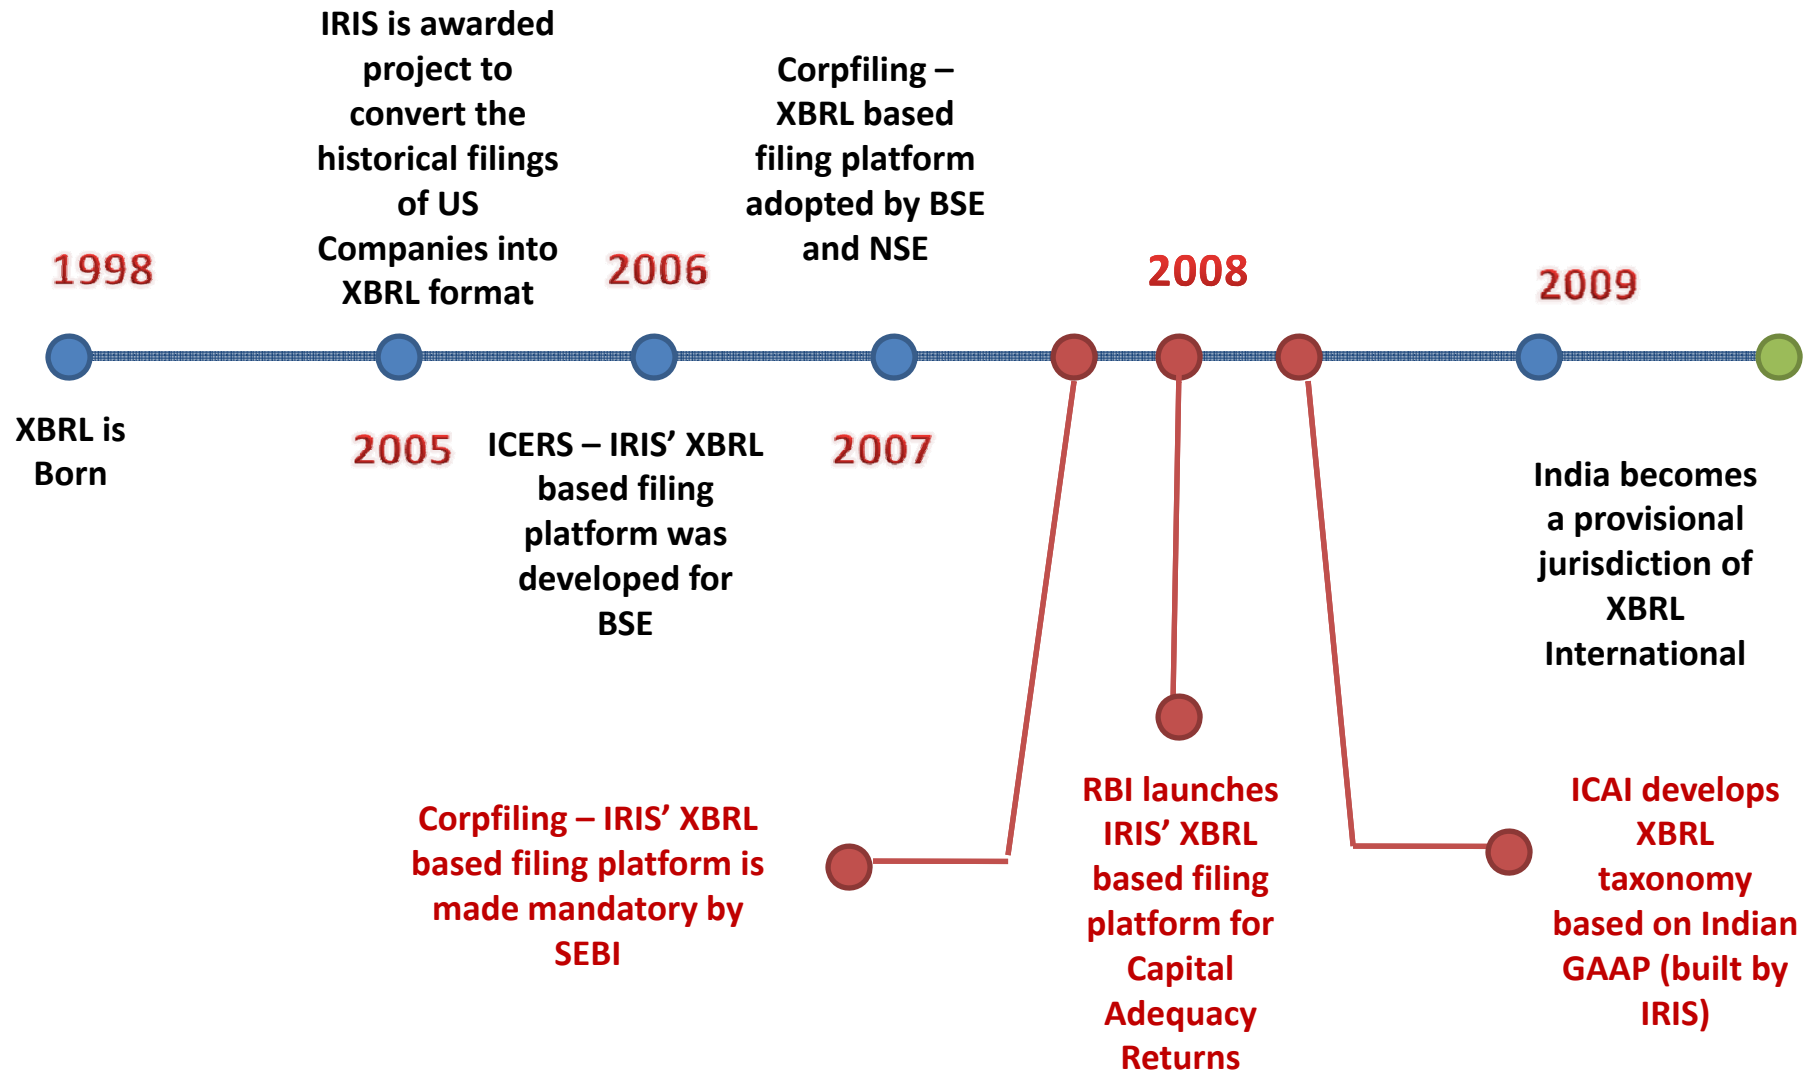 1998
XBRL is
Born
IRIS is awarded
project to
convert the
historical filings
of US
Companies into
XBRL format
2005
2006
ICERS – IRIS’ XBRL
based filing
platform was
developed for
BSE
Corpfiling –
XBRL based
filing platform
adopted by BSE
and NSE
2007
2008
Corpfiling – IRIS’ XBRL
based filing platform is
made mandatory by
SEBI
RBI launches
IRIS’ XBRL
based filing
platform for
Capital
Adequacy
Returns
ICAI develops
XBRL
taxonomy
based on Indian
GAAP (built by
IRIS)
2009
India becomes
a provisional
jurisdiction of
XBRL
International